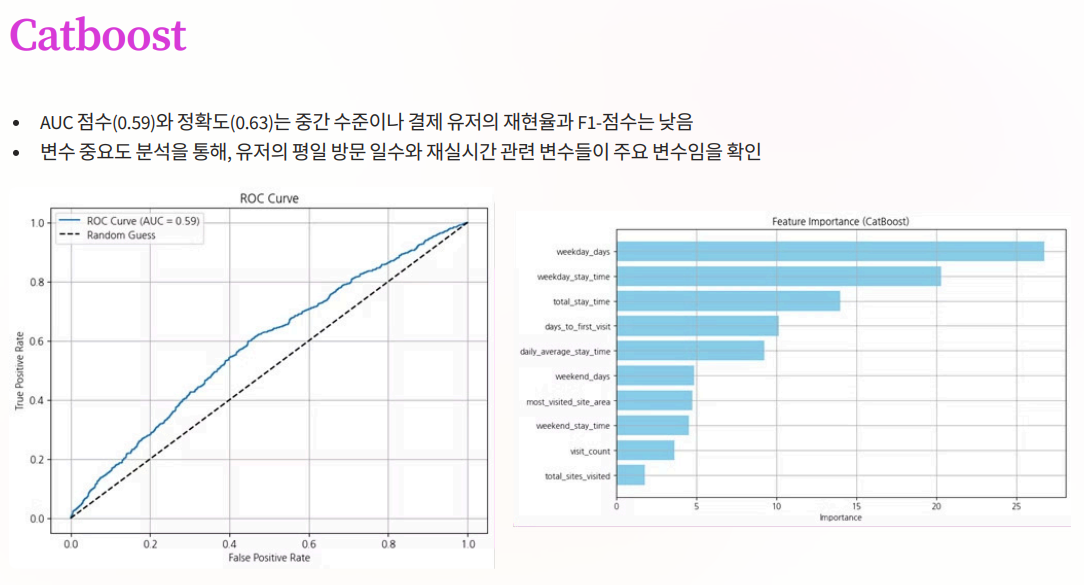 Catboost
• AUC 점수(0.59)와 정확도(0.63)는 중간 수준이나 결제 유저의 재현율과 F1-점수는 낮음
• 변수 중요도 분석을 통해, 유저의 평일 방문 일수와 재실시간 관련 변수들이 주요 변수임을 확인
ROC Curve
ROC Curve (AUC = 0.59)
Random Guess
True Positive Rate
1.0
0.8
0.6
0.4
0.2
0.0
0.0 0.2 0.4 0.6 0.8 1.0
False Positive Rate
Feature Importance (CatBoost)
weekday_days
weekday_stay_time
total_stay_time
days_to_first_visit
daily_average_stay_time
weekend_days
most_visited_site_area
weekend_stay_time
visit_count
total_sites_visited
0 5 10 15 20 25
Importance